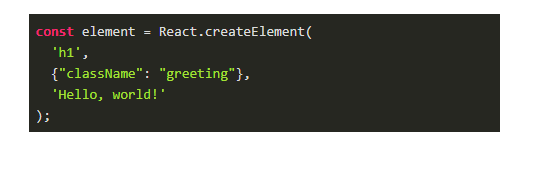 const element = React.createElement(
  'h1',
  {"className": "greeting"},
  'Hello, world!'
);